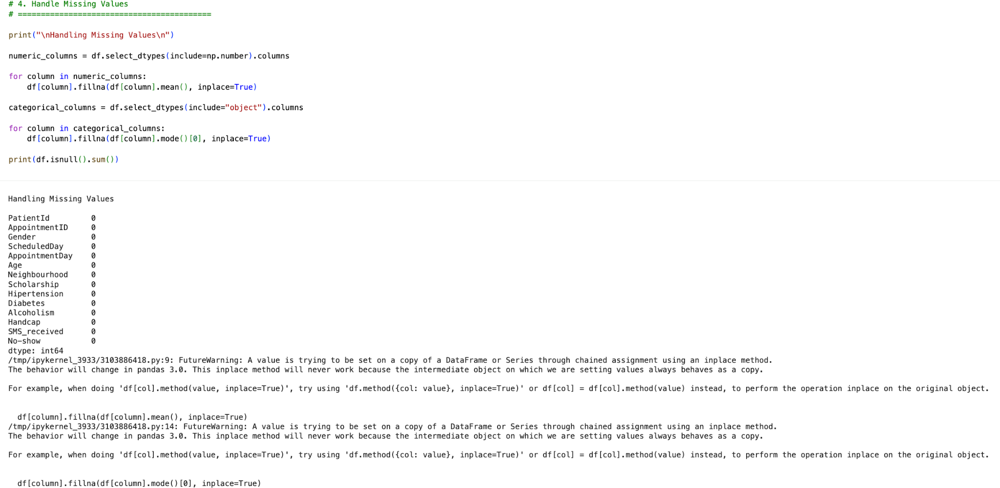 # 4. Handle Missing Values
# ==========================================
print("\nHandling Missing Values\n")
numeric_columns = df.select_dtypes(include=np.number).columns
for column in numeric_columns:
    df[column].fillna(df[column].mean(), inplace=True)
categorical_columns = df.select_dtypes(include="object").columns
for column in categorical_columns:
    df[column].fillna(df[column].mode()[0], inplace=True)
print(df.isnull().sum())
Handling Missing Values
PatientId         0
AppointmentID     0
Gender            0
ScheduledDay      0
AppointmentDay    0
Age               0
Neighbourhood     0
Scholarship       0
Hipertension      0
Diabetes          0
Alcoholism        0
Handcap           0
SMS_received      0
No-show           0
dtype: int64
/tmp/ipykernel_3933/3103886418.py:9: FutureWarning: A value is trying to be set on a copy of a DataFrame or Series through chained assignment using an inplace method.
The behavior will change in pandas 3.0. This inplace method will never work because the intermediate object on which we are setting values always behaves as a copy.
For example, when doing 'df[col].method(value, inplace=True)', try using 'df.method({col: value}, inplace=True)' or df[col] = df[col].method(value) instead, to perform the operation inplace on the original object.
  df[column].fillna(df[column].mean(), inplace=True)
/tmp/ipykernel_3933/3103886418.py:14: FutureWarning: A value is trying to be set on a copy of a DataFrame or Series through chained assignment using an inplace method.
The behavior will change in pandas 3.0. This inplace method will never work because the intermediate object on which we are setting values always behaves as a copy.
For example, when doing 'df[col].method(value, inplace=True)', try using 'df.method({col: value}, inplace=True)' or df[col] = df[col].method(value) instead, to perform the operation inplace on the original object.
  df[column].fillna(df[column].mode()[0], inplace=True)